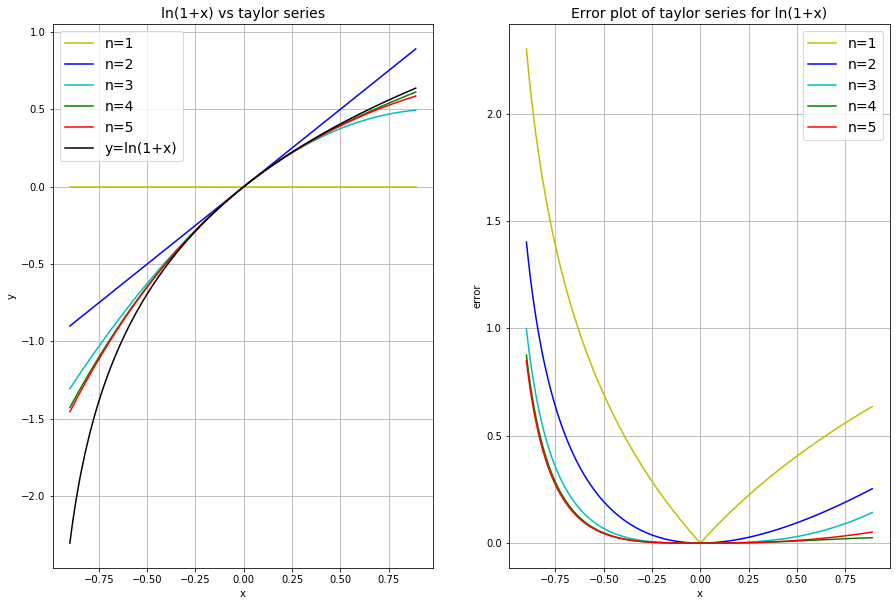 ln(1+x) vs taylor series
n=1
n=2
n=3
n=4
n=5
y=ln(1+x)
1.0
0.5
0.0
−0.5
−1.0
−1.5
−2.0
y
−0.75
−0.50
−0.25
0.00
0.25
0.50
0.75
x
Error plot of taylor series for ln(1+x)
n=1
n=2
n=3
n=4
n=5
2.0
1.5
1.0
0.5
0.0
error
−0.75
−0.50
−0.25
0.00
0.25
0.50
0.75
x